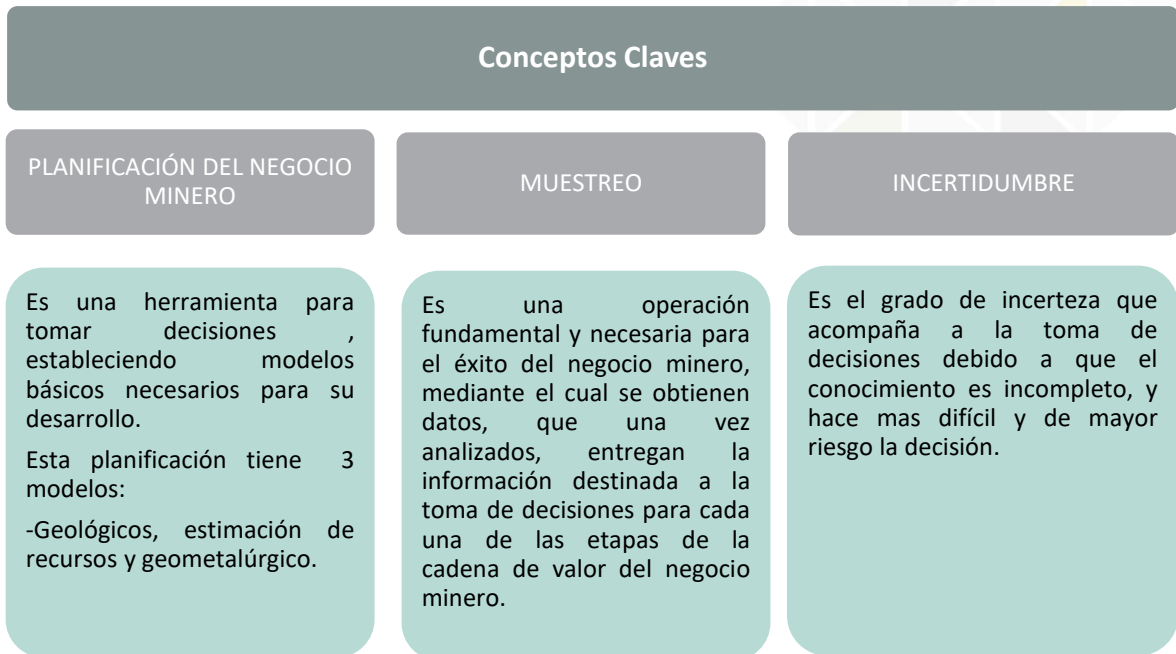 Conceptos Claves
PLANIFICACIÓN DEL NEGOCIO
MINERO
Es una herramienta para
tomar decisiones ,
estableciendo modelos
básicos necesarios para su
desarrollo.
Esta planificación tiene 3
modelos:
-Geológicos, estimación de
recursos y geometalúrgico.
MUESTREO
Es una operación
fundamental y necesaria para
el éxito del negocio minero,
mediante el cual se obtienen
datos, que una vez
analizados, entregan la
información destinada a la
toma de decisiones para cada
una de las etapas de la
cadena de valor del negocio
minero.
INCERTIDUMBRE
Es el grado de incerteza que
acompaña a la toma de
decisiones debido a que el
conocimiento es incompleto, y
hace mas difícil y de mayor
riesgo la decisión.